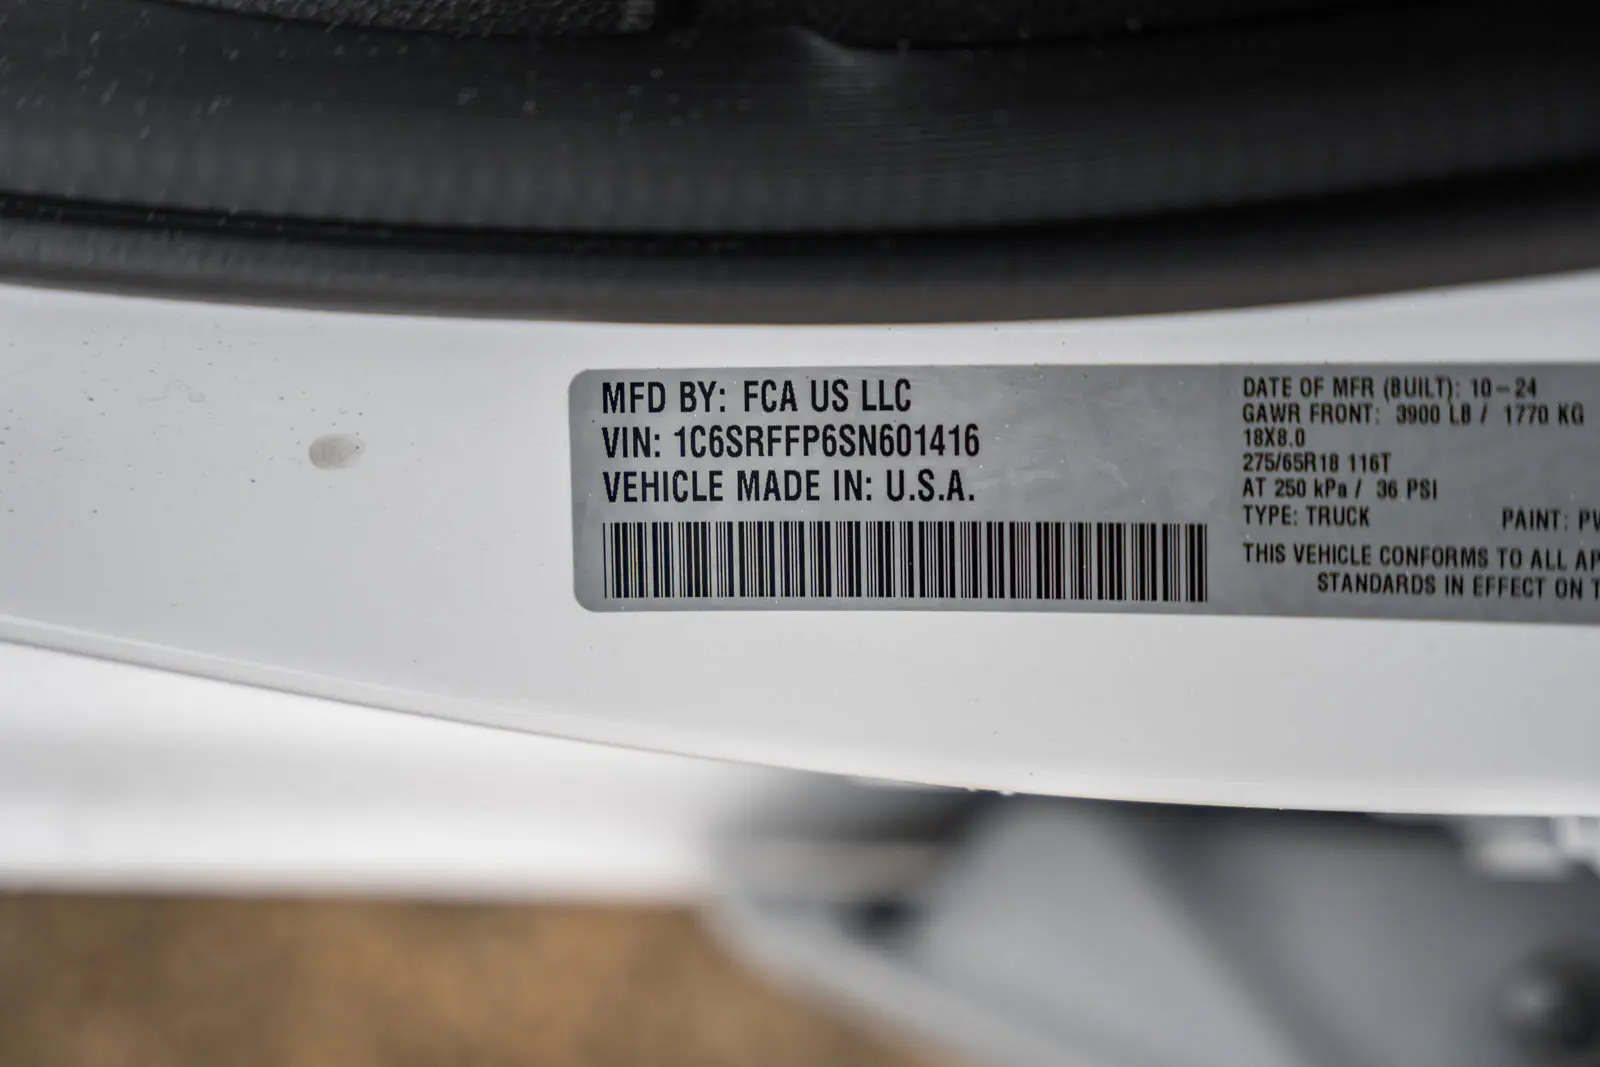 MFD BY: FCA US LLC
VIN: 1C6SRFFP6SN601416
VEHICLE MADE IN: U.S.A.
DATE OF MFR (BUILT): 10-24
GAWR FRONT: 3900 LB / 1770 KG
18X8.0
275/65R18 116T
AT 250 kPa / 36 PSI
TYPE: TRUCK PAINT:
THIS VEHICLE CONFORMS TO ALL
STANDARDS IN EFFECT ON